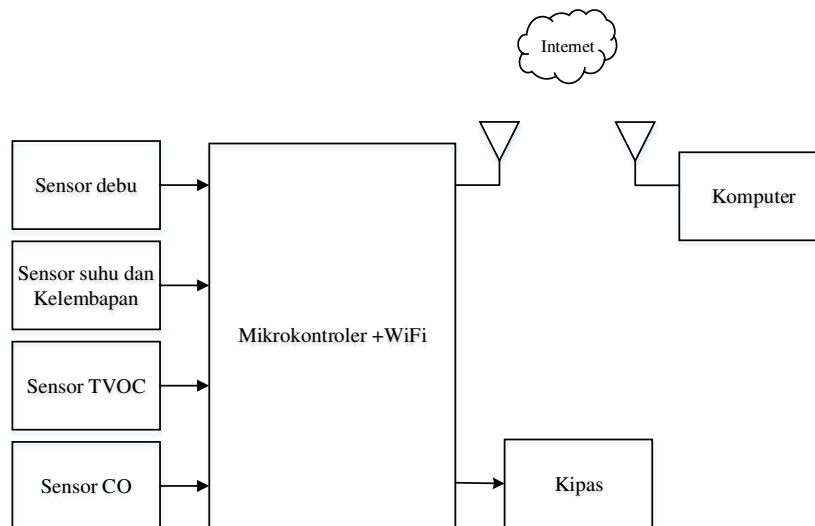 Internet
Sensor debu
Komputer
Sensor suhu dan
Kelembapan
Mikrokontroler +WiFi
Sensor TVOC
Sensor CO
Kipas